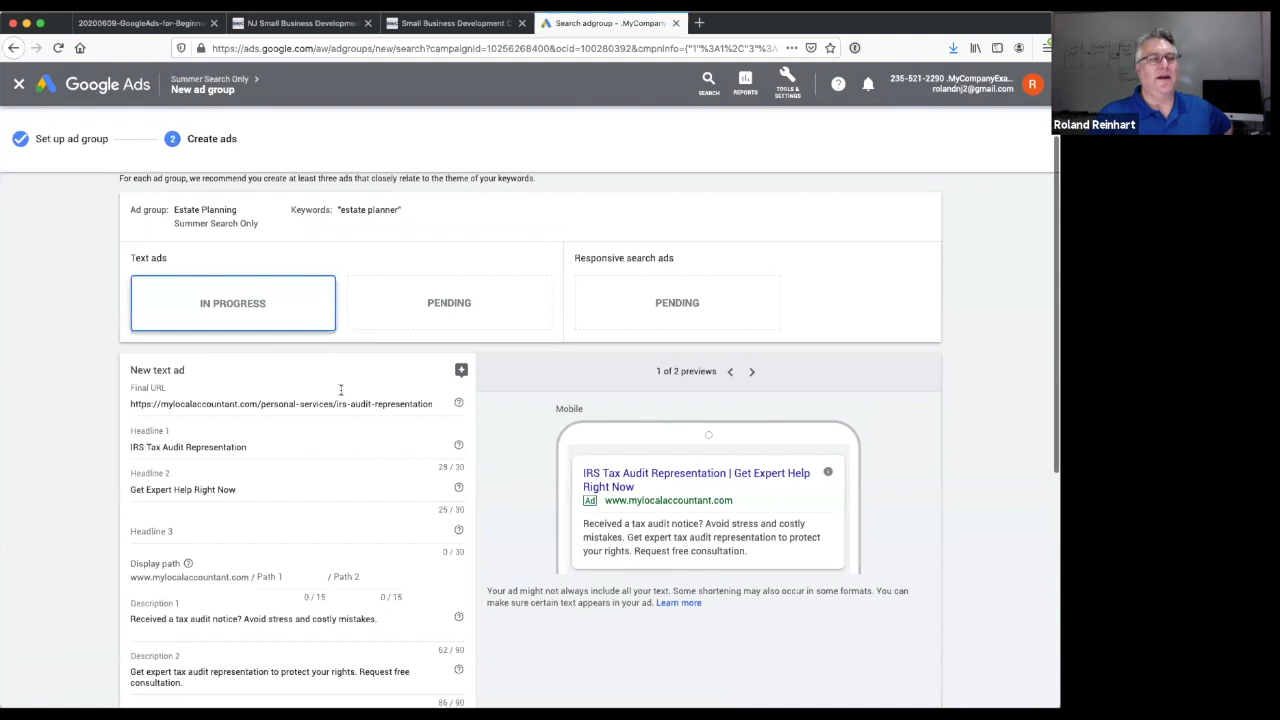 20200609-GoogleAds-for-Beginn
NJ Small Business Developme
Small Business Development C
Search adgroup - .MyCompany
https://ads.google.com/aw/adgroups/new/search?campaignId=10256268400&ocid=100280392&cmpnInfo={"1"%3A1%2C"3"%3A
Google Ads
Summer Search Only
New ad group
SEARCH
REPORTS
TOOLS &
SETTINGS
235-521-2290 .MyCompanyExa...
rolandnj2@gmail.com
R
Roland Reinhart
Set up ad group
2 Create ads
For each ad group, we recommend you create at least three ads that closely relate to the theme of your keywords.
Ad group: Estate Planning
Summer Search Only
Keywords: "estate planner"
Text ads
IN PROGRESS
PENDING
Responsive search ads
PENDING
New text ad
Final URL
https://mylocalaccountant.com/personal-services/irs-audit-representation
Headline 1
IRS Tax Audit Representation
28 / 30
Headline 2
Get Expert Help Right Now
25 / 30
Headline 3
0 / 30
Display path
www.mylocalaccountant.com / Path 1 / Path 2
0 / 15 0 / 15
Description 1
Received a tax audit notice? Avoid stress and costly mistakes.
62 / 90
Description 2
Get expert tax audit representation to protect your rights. Request free
consultation.
86 / 90
1 of 2 previews
Mobile
IRS Tax Audit Representation | Get Expert Help
Right Now
Ad www.mylocalaccountant.com
Received a tax audit notice? Avoid stress and costly
mistakes. Get expert tax audit representation to protect
your rights. Request free consultation.
Your ad might not always include all your text. Some shortening may also occur in some formats. You can
make sure certain text appears in your ad. Learn more